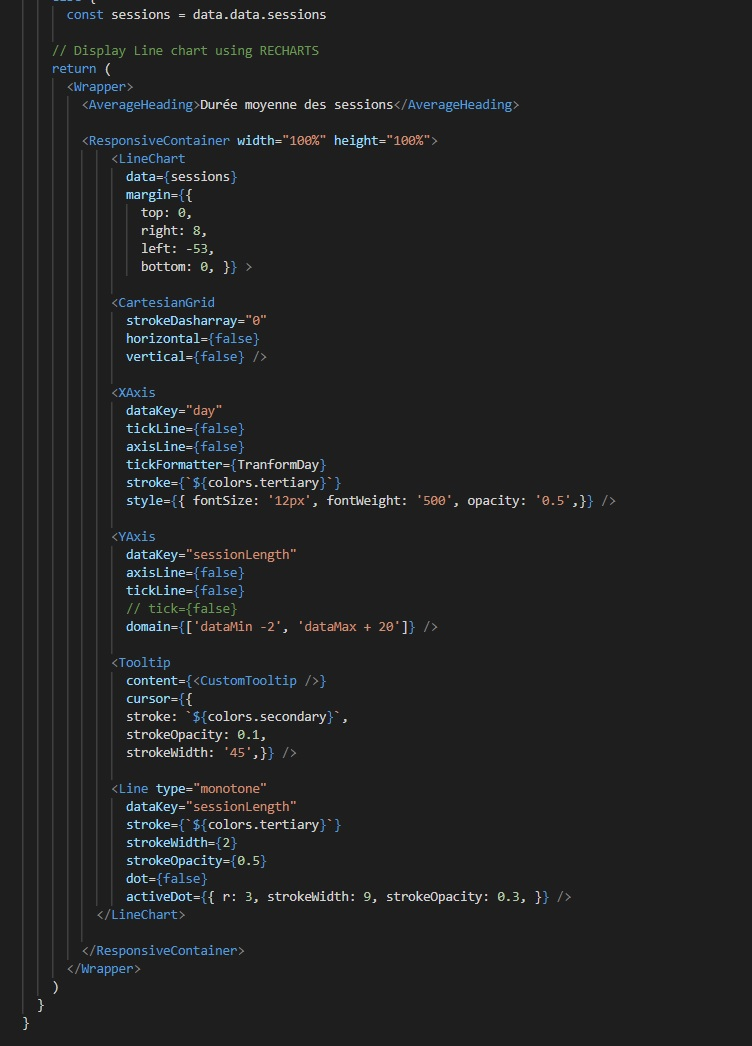 const sessions = data.data.sessions
// Display Line chart using RECHARTS
return (
<Wrapper>
<AverageHeading>Durée moyenne des sessions</AverageHeading>
<ResponsiveContainer width="100%" height="100%">
<LineChart
data={sessions}
margin={{
top: 0,
right: 8,
left: -53,
bottom: 0, }} >
<CartesianGrid
strokeDasharray="0"
horizontal={false}
vertical={false} />
<XAxis
dataKey="day"
tickLine={false}
axisLine={false}
tickFormatter={TranformDay}
stroke={`${colors.tertiary}`}
style={{ fontSize: '12px', fontWeight: '500', opacity: '0.5',}} />
<YAxis
dataKey="sessionLength"
axisLine={false}
tickLine={false}
// tick={false}
domain={['dataMin -2', 'dataMax + 20']} />
<Tooltip
content={<CustomTooltip />}
cursor={{
stroke: `${colors.secondary}`,
strokeOpacity: 0.1,
strokeWidth: '45',}} />
<Line type="monotone"
dataKey="sessionLength"
stroke={`${colors.tertiary}`}
strokeWidth={2}
strokeOpacity={0.5}
dot={false}
activeDot={{ r: 3, strokeWidth: 9, strokeOpacity: 0.3, }} />
</LineChart>
</ResponsiveContainer>
</Wrapper>
)
}
}